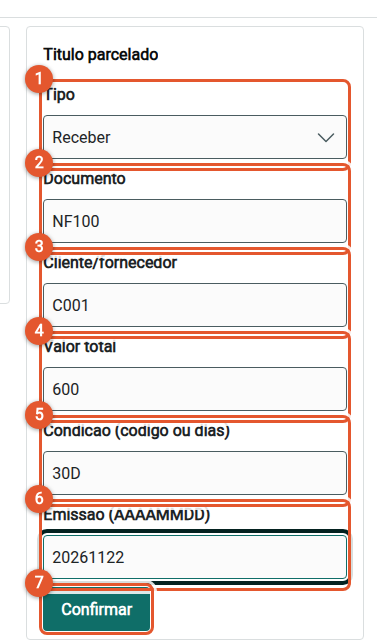 Titulo parcelado
1
Tipo
Receber
2
Documento
NF100
3
Cliente/fornecedor
C001
4
Valor total
600
5
Condicao (codigo ou dias)
30D
6
Emissao (AAAAMMDD)
20261122
7
Confirmar